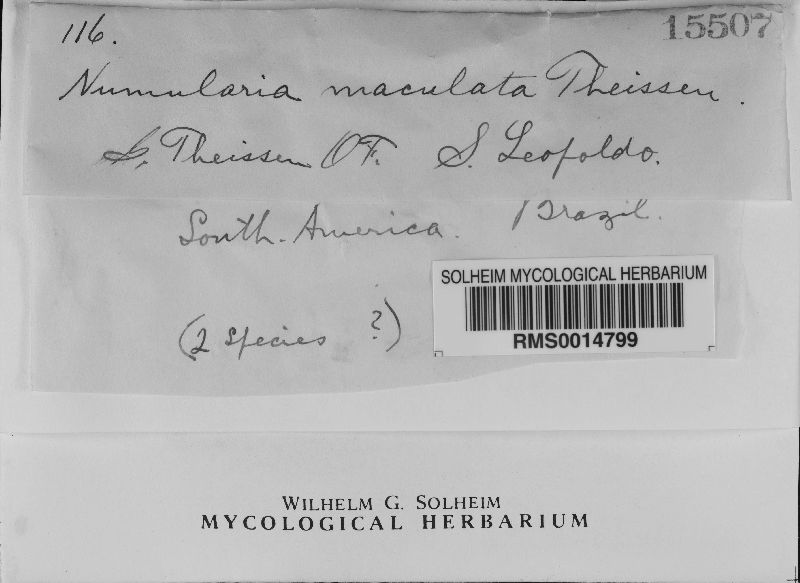 116.
15507
Numularia maculata Theissen.
Theissen S. Leopoldo.
South America. Brazil.
(2 species ?)
SOLHEIM MYCOLOGICAL HERBARIUM
RMS0014799
WILHELM G. SOLHEIM
MYCOLOGICAL HERBARIUM